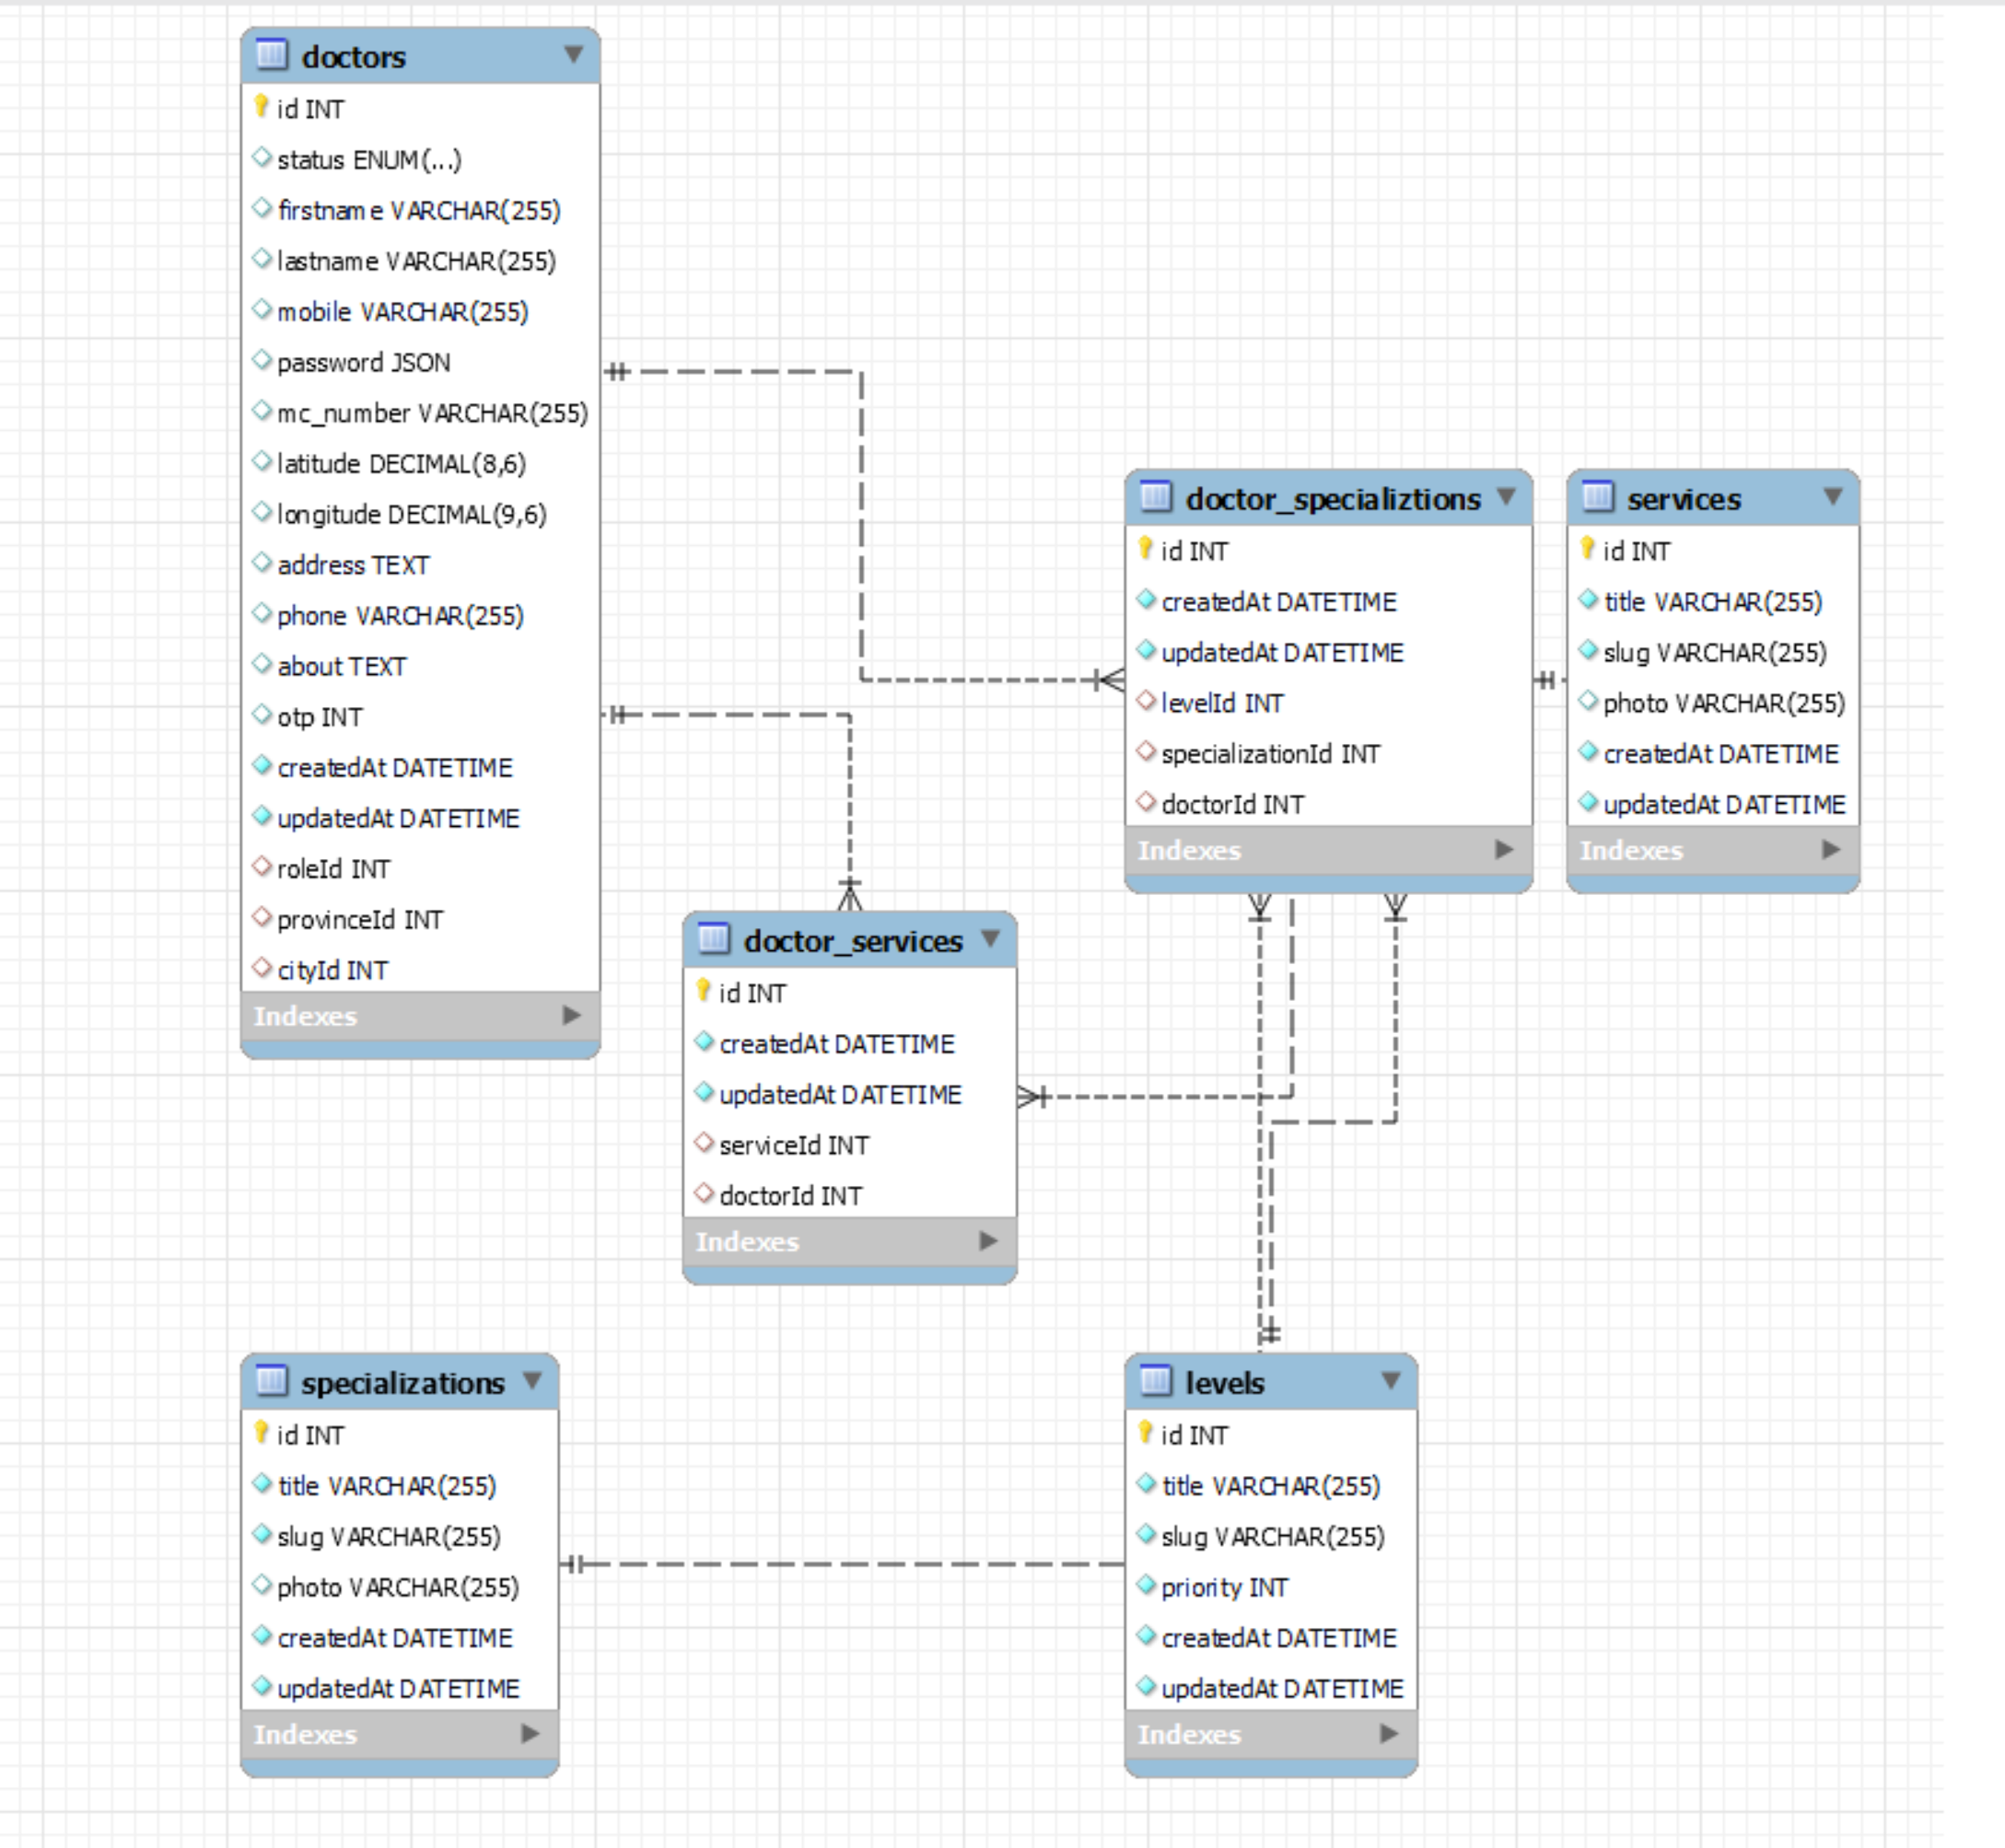 doctors
id INT
status ENUM(...)
firstname VARCHAR(255)
lastname VARCHAR(255)
mobile VARCHAR(255)
password JSON
mc_number VARCHAR(255)
latitude DECIMAL(8,6)
longitude DECIMAL(9,6)
address TEXT
phone VARCHAR(255)
about TEXT
otp INT
createdAt DATETIME
updatedAt DATETIME
roleId INT
provinceId INT
cityId INT
Indexes
doctor_speciliaztions
id INT
createdAt DATETIME
updatedAt DATETIME
levelId INT
specializationId INT
doctorId INT
Indexes
services
id INT
title VARCHAR(255)
slug VARCHAR(255)
photo VARCHAR(255)
createdAt DATETIME
updatedAt DATETIME
Indexes
doctor_services
id INT
createdAt DATETIME
updatedAt DATETIME
serviceId INT
doctorId INT
Indexes
specializations
id INT
title VARCHAR(255)
slug VARCHAR(255)
photo VARCHAR(255)
createdAt DATETIME
updatedAt DATETIME
Indexes
levels
id INT
title VARCHAR(255)
slug VARCHAR(255)
priority INT
createdAt DATETIME
updatedAt DATETIME
Indexes